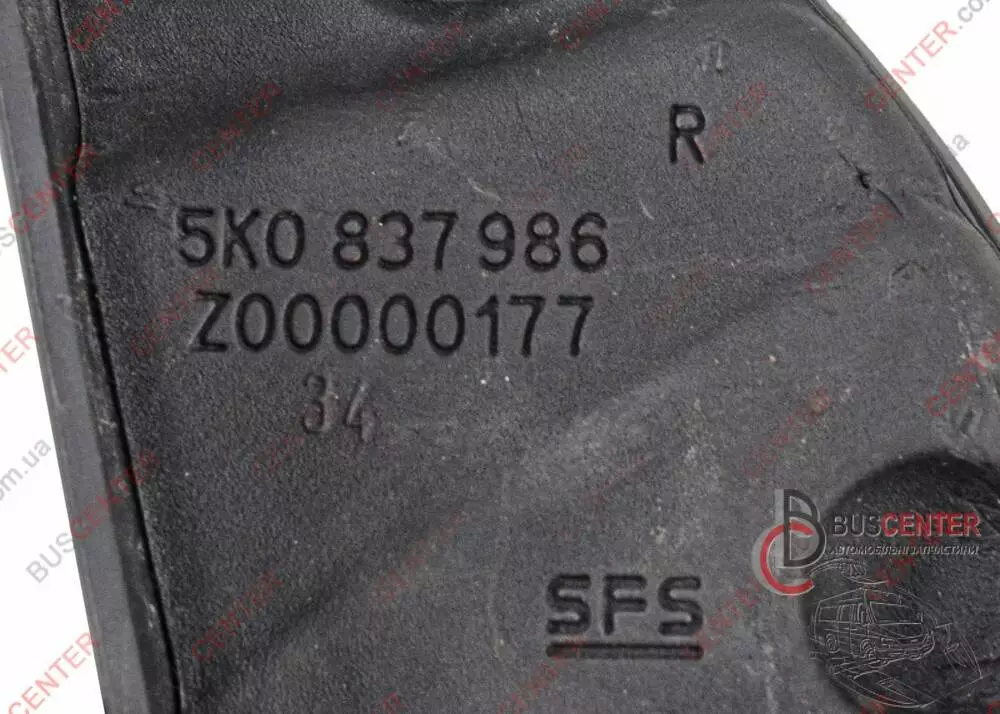 R
5K0 837 986
Z00000177
34
BUSCENTER
АВТОМОБІЛЬНІ ЗАПЧАСТИНИ
SFS